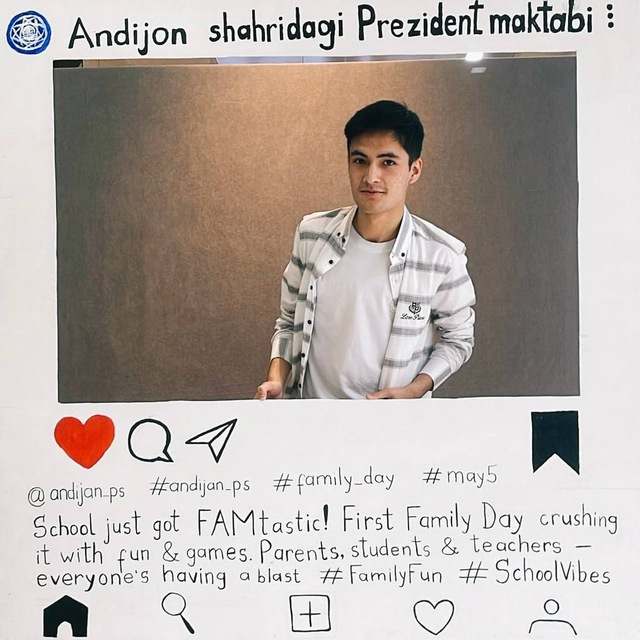 Andijon shahridagi Prezident maktabi
@andijan_ps #andijan_ps #family_day #may5
School just got FAMtastic! First Family Day crushing
it with fun & games. Parents, students & teachers –
everyone's having a blast #FamilyFun # SchoolVibes